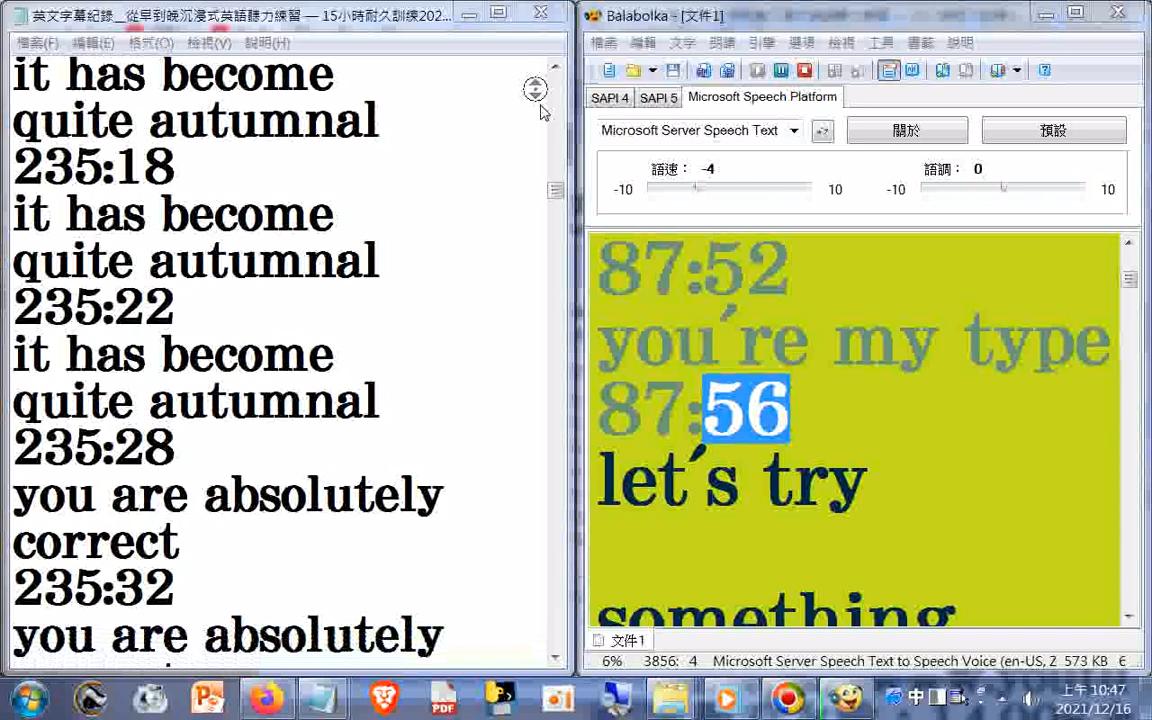 英文字幕紀錄__從早到晚沉浸式英語聽力練習 — 15小時耐久訓練202...
檔案(F) 編輯(E) 格式(O) 檢視(V) 說明(H)
it has become
quite autumnal
235:18
it has become
quite autumnal
235:22
it has become
quite autumnal
235:28
you are absolutely
correct
235:32
you are absolutely
Balabolka - [文件1]
檔案 編輯 文字 朗讀 引擎 選項 檢視 工具 書籤 說明
SAPI 4 SAPI 5 Microsoft Speech Platform
Microsoft Server Speech Text 關於 預設
語速： -4 語調： 0
-10 10 -10 10
87:52
you're my type
87:56
let's try
something
文件1
6% 3856: 4 Microsoft Server Speech Text to Speech Voice (en-US, 2 573 KB 6
PDF 中 上午 10:47
2021/12/16